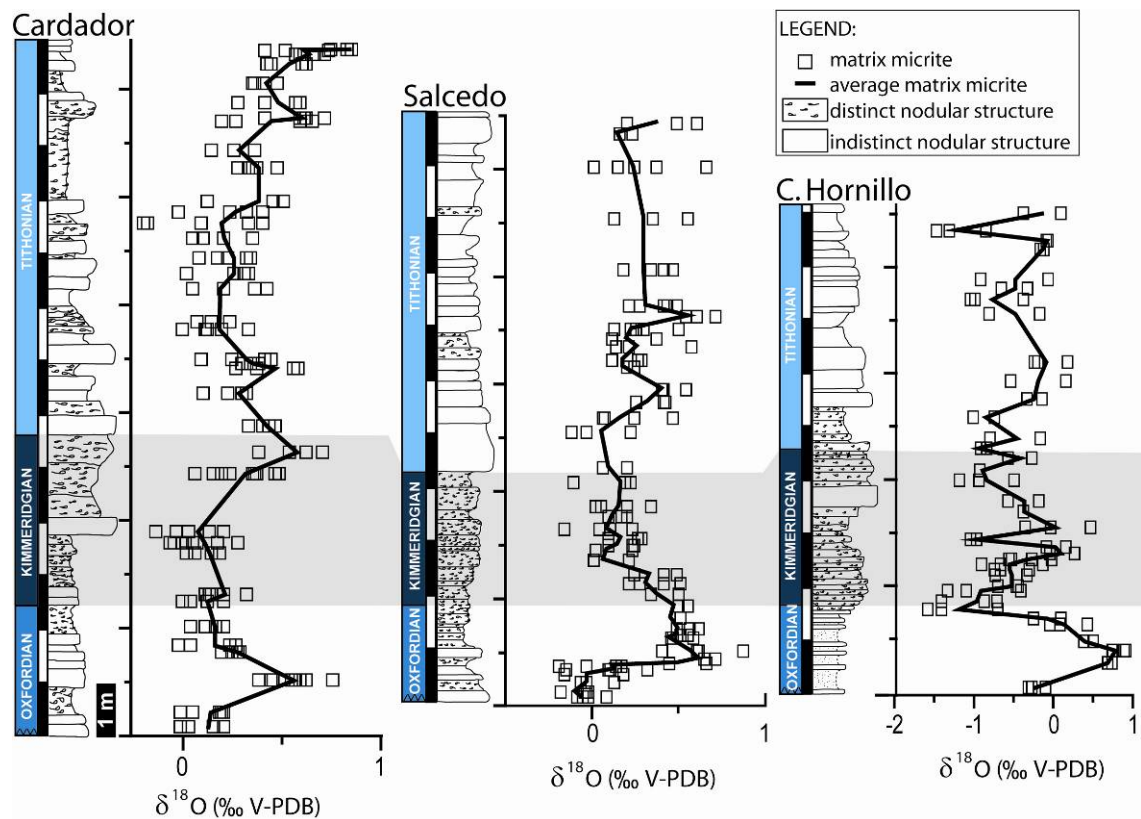 Cardador
TITHONIAN
KIMMERIDGIAN
OXFORDIAN
1 m
0
1
δ¹⁸O (‰ V-PDB)
Salcedo
TITHONIAN
KIMMERIDGIAN
OXFORDIAN
0
1
δ¹⁸O (‰ V-PDB)
LEGEND:
matrix micrite
average matrix micrite
distinct nodular structure
indistinct nodular structure
C. Hornillo
TITHONIAN
KIMMERIDGIAN
OXFORDIAN
-2
-1
0
1
δ¹⁸O (‰ V-PDB)